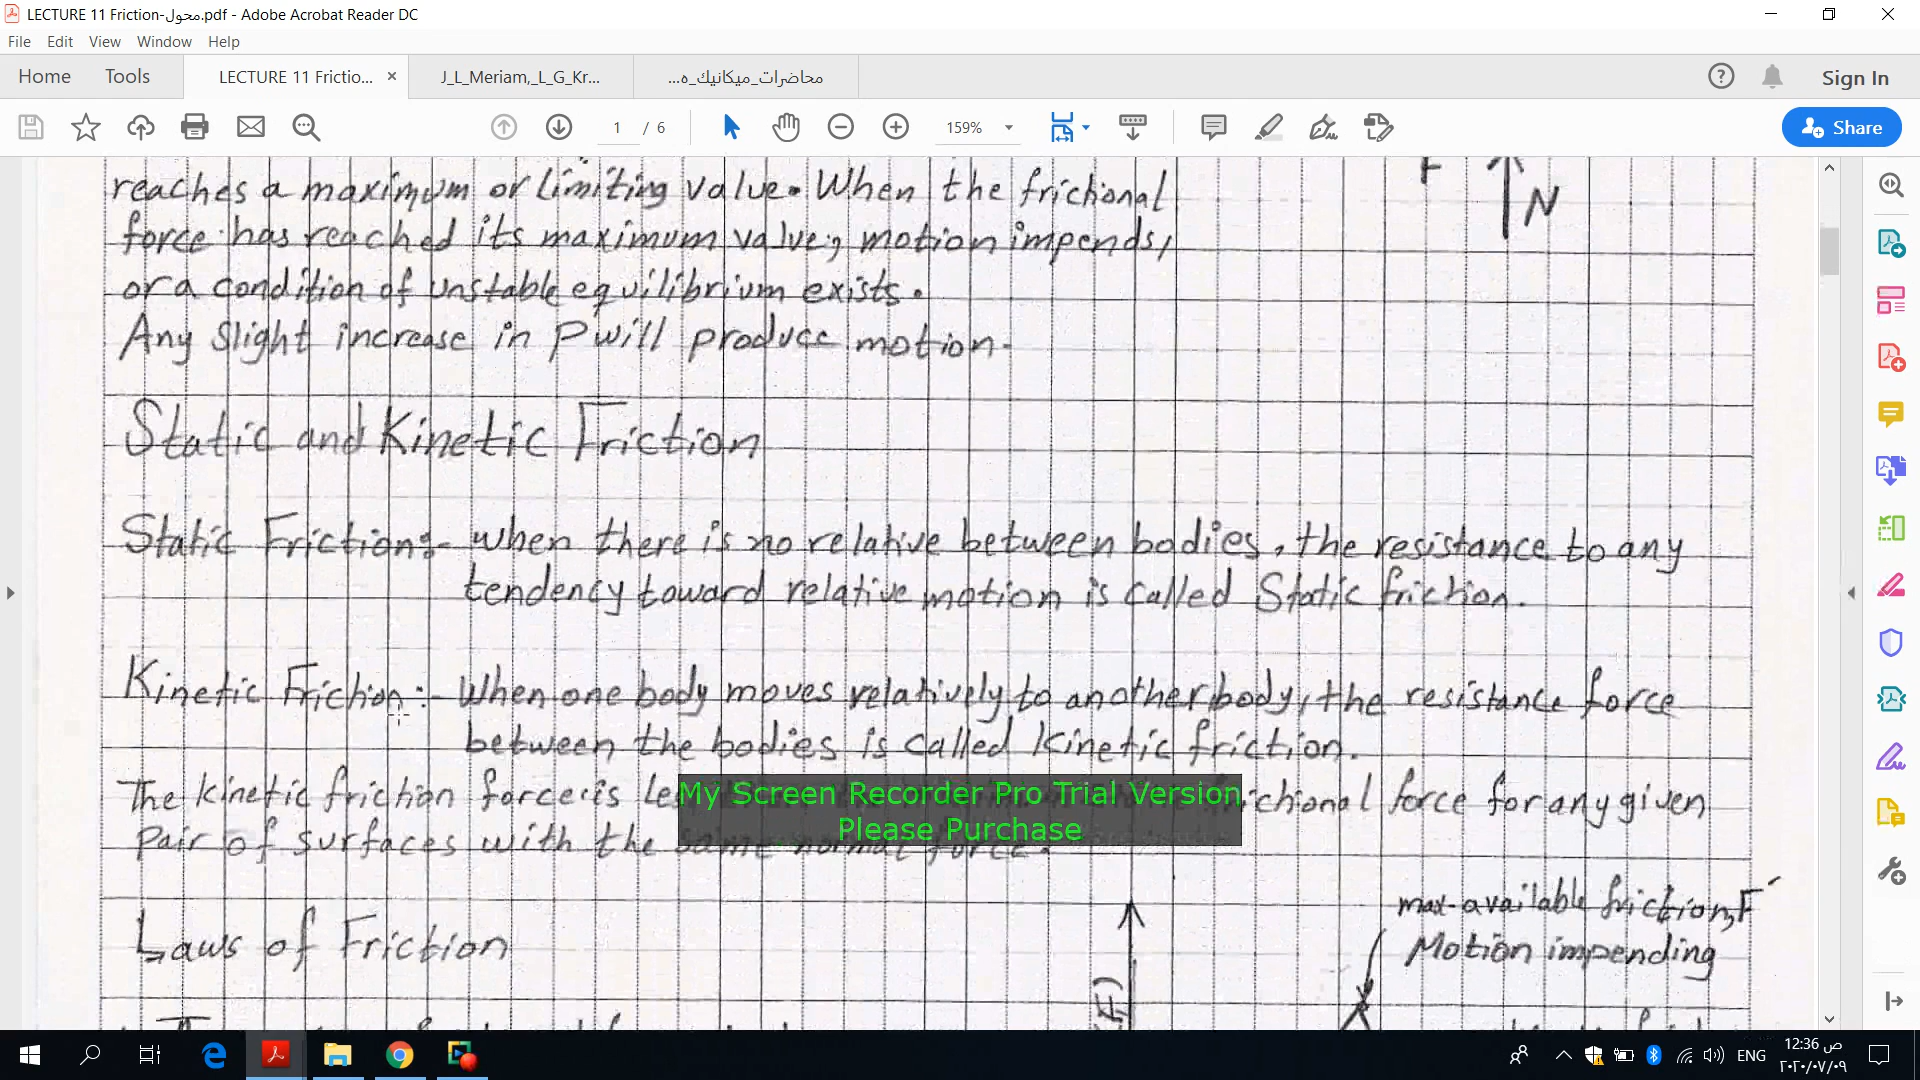 LECTURE 11 Friction-محول.pdf - Adobe Acrobat Reader DC
File Edit View Window Help
Home Tools LECTURE 11 Frictio... × J_L_Meriam,_L_G_Kr... محاضرات_ميكانيك_ه... Sign In
1 / 6 159% Share
reaches a maximum or limiting value. When the frictional
F
N
force has reached its maximum value, motion impends,
or a condition of unstable equilibrium exists.
Any slight increase in P will produce motion.
Static and Kinetic Friction
Static Friction:- when there is no relative between bodies, the resistance to any
tendency toward relative motion is called Static friction.
Kinetic Friction:- When one body moves relatively to another body, the resistance force
between the bodies is called kinetic friction.
The kinetic friction force is frictional force for any given
My Screen Recorder Pro Trial Version
Please Purchase
Pair of surfaces with the same normal force.
max-available friction, F'
Laws of Friction
Motion impending
(F)
ENG
12:36 ص
٢٠٢٠/٠٧/٠٩